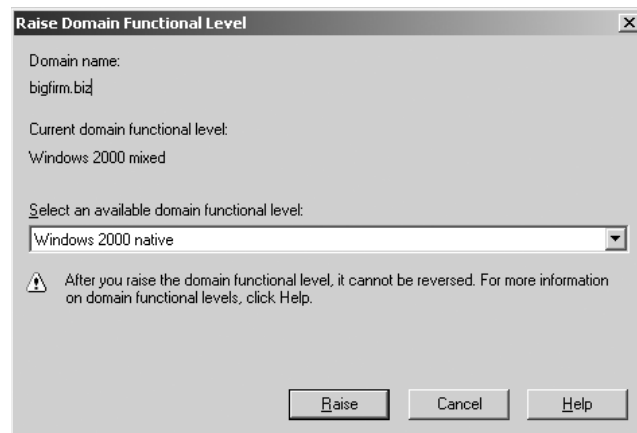 Raise Domain Functional Level
Domain name:
bigfirm.biz
Current domain functional level:
Windows 2000 mixed
Select an available domain functional level:
Windows 2000 native
After you raise the domain functional level, it cannot be reversed. For more information
on domain functional levels, click Help.
Raise
Cancel
Help